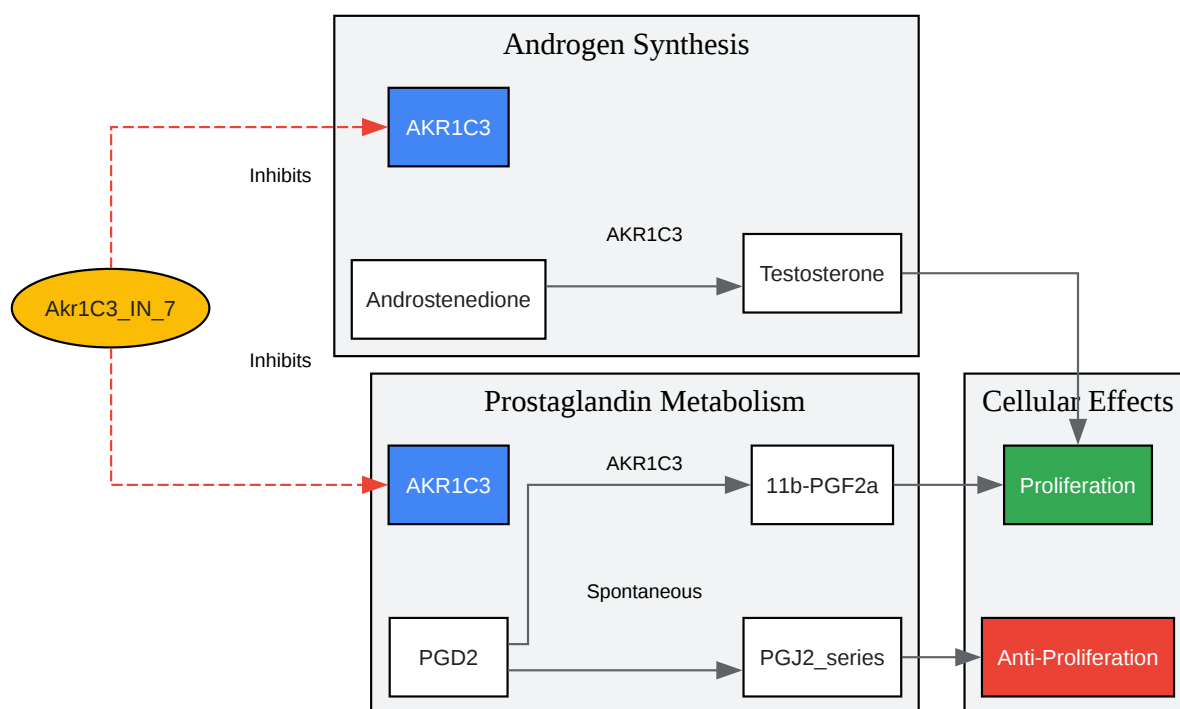 Androgen Synthesis
AKR1C3
Inhibits
AKR1C3
Testosterone
Androstenedione
Akr1C3_IN_7
Inhibits
Prostaglandin Metabolism
Cellular Effects
AKR1C3
AKR1C3
11b-PGF2a
Proliferation
Spontaneous
PGD2
PGJ2_series
Anti-Proliferation